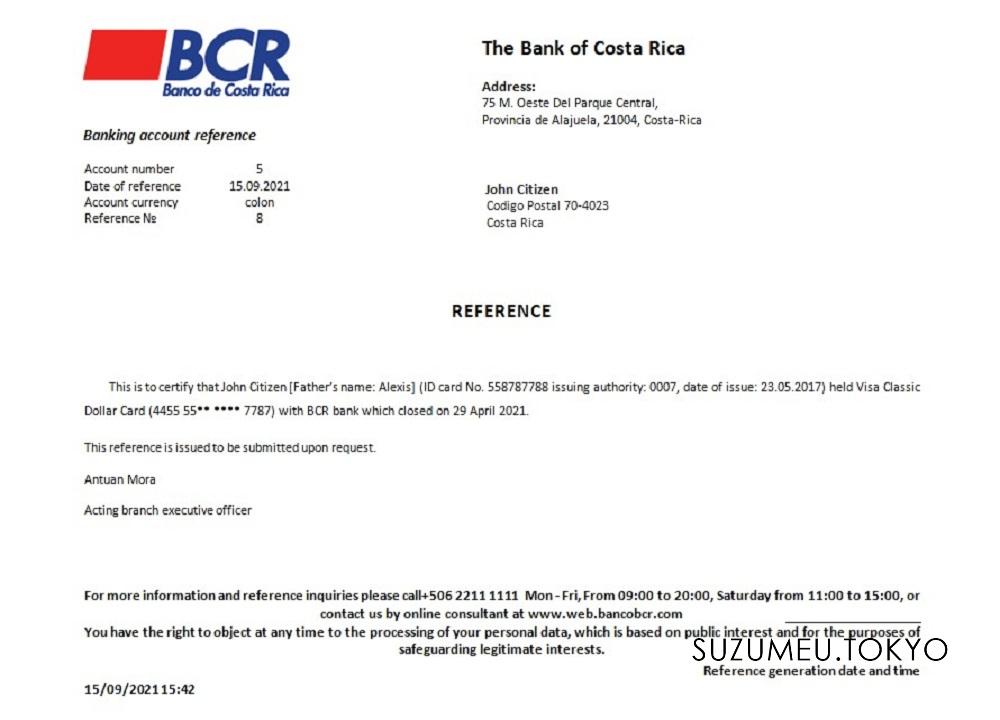 BCR
Banco de Costa Rica
The Bank of Costa Rica
Address:
75 M. Oeste Del Parque Central,
Provincia de Alajuela, 21004, Costa-Rica
Banking account reference
Account number 5
Date of reference 15.09.2021
Account currency colon
Reference № 8
John Citizen
Codigo Postal 70-4023
Costa Rica
REFERENCE
This is to certify that John Citizen [Father's name: Alexis] (ID card No. 558787788 issuing authority: 0007, date of issue: 23.05.2017) held Visa Classic
Dollar Card (4455 55** **** 7787) with BCR bank which closed on 29 April 2021.
This reference is issued to be submitted upon request.
Antuan Mora
Acting branch executive officer
For more information and reference inquiries please call+506 2211 1111 Mon - Fri, From 09:00 to 20:00, Saturday from 11:00 to 15:00, or
contact us by online consultant at www.web.bancobcr.com
You have the right to object at any time to the processing of your personal data, which is based on public interest and for the purposes of
safeguarding legitimate interests.
SUZUMEU.TOKYO
Reference generation date and time
15/09/2021 15:42